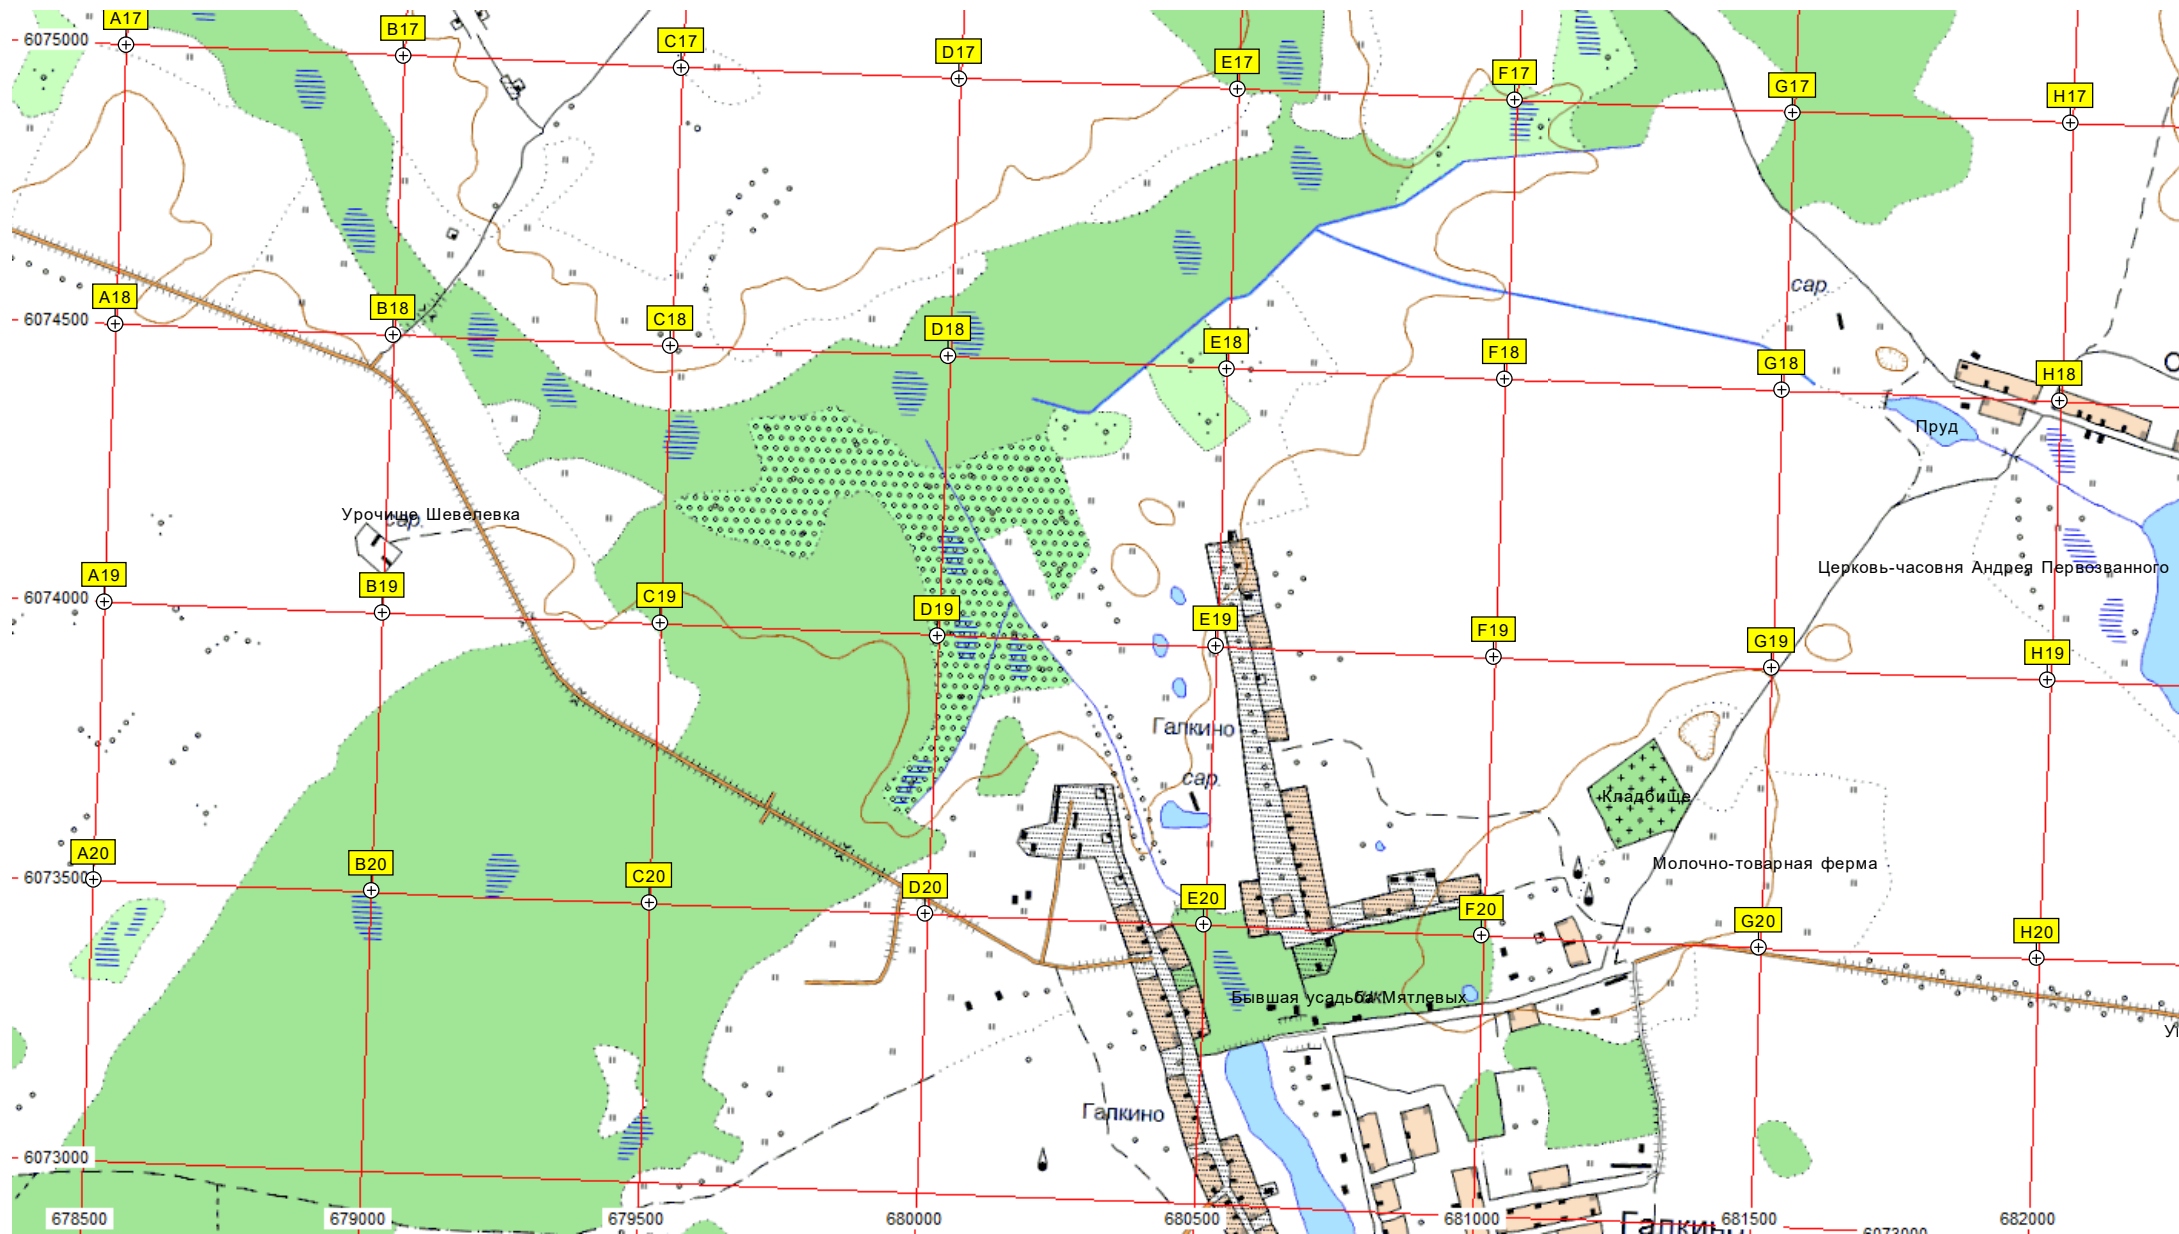 A17
B17
C17
D17
E17
F17
G17
H17
6075000
сар.
A18
B18
C18
D18
E18
F18
G18
H18
6074500
Пруд
Урочище Шевелевка
сар.
Церковь-часовня Андрея Первозванного
A19
B19
C19
D19
E19
F19
G19
H19
6074000
Галкино
сар.
Кладбище
Молочно-товарная ферма
A20
B20
C20
D20
E20
F20
G20
H20
6073500
Бывшая усадьба Мятлевых
Галкино
6073000
678500
679000
679500
680000
680500
681000
681500
682000
Галкино
6073000